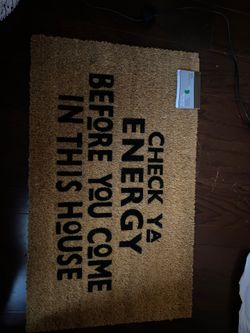 CHECK YA
ENERGY
BEFORE YOU COME
IN THIS HOUSE